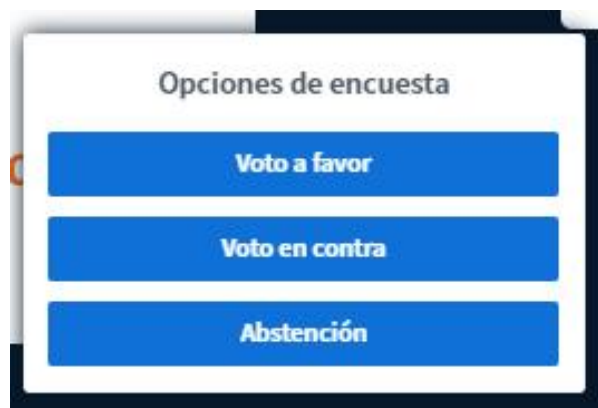 Opciones de encuesta
Voto a favor
Voto en contra
Abstención